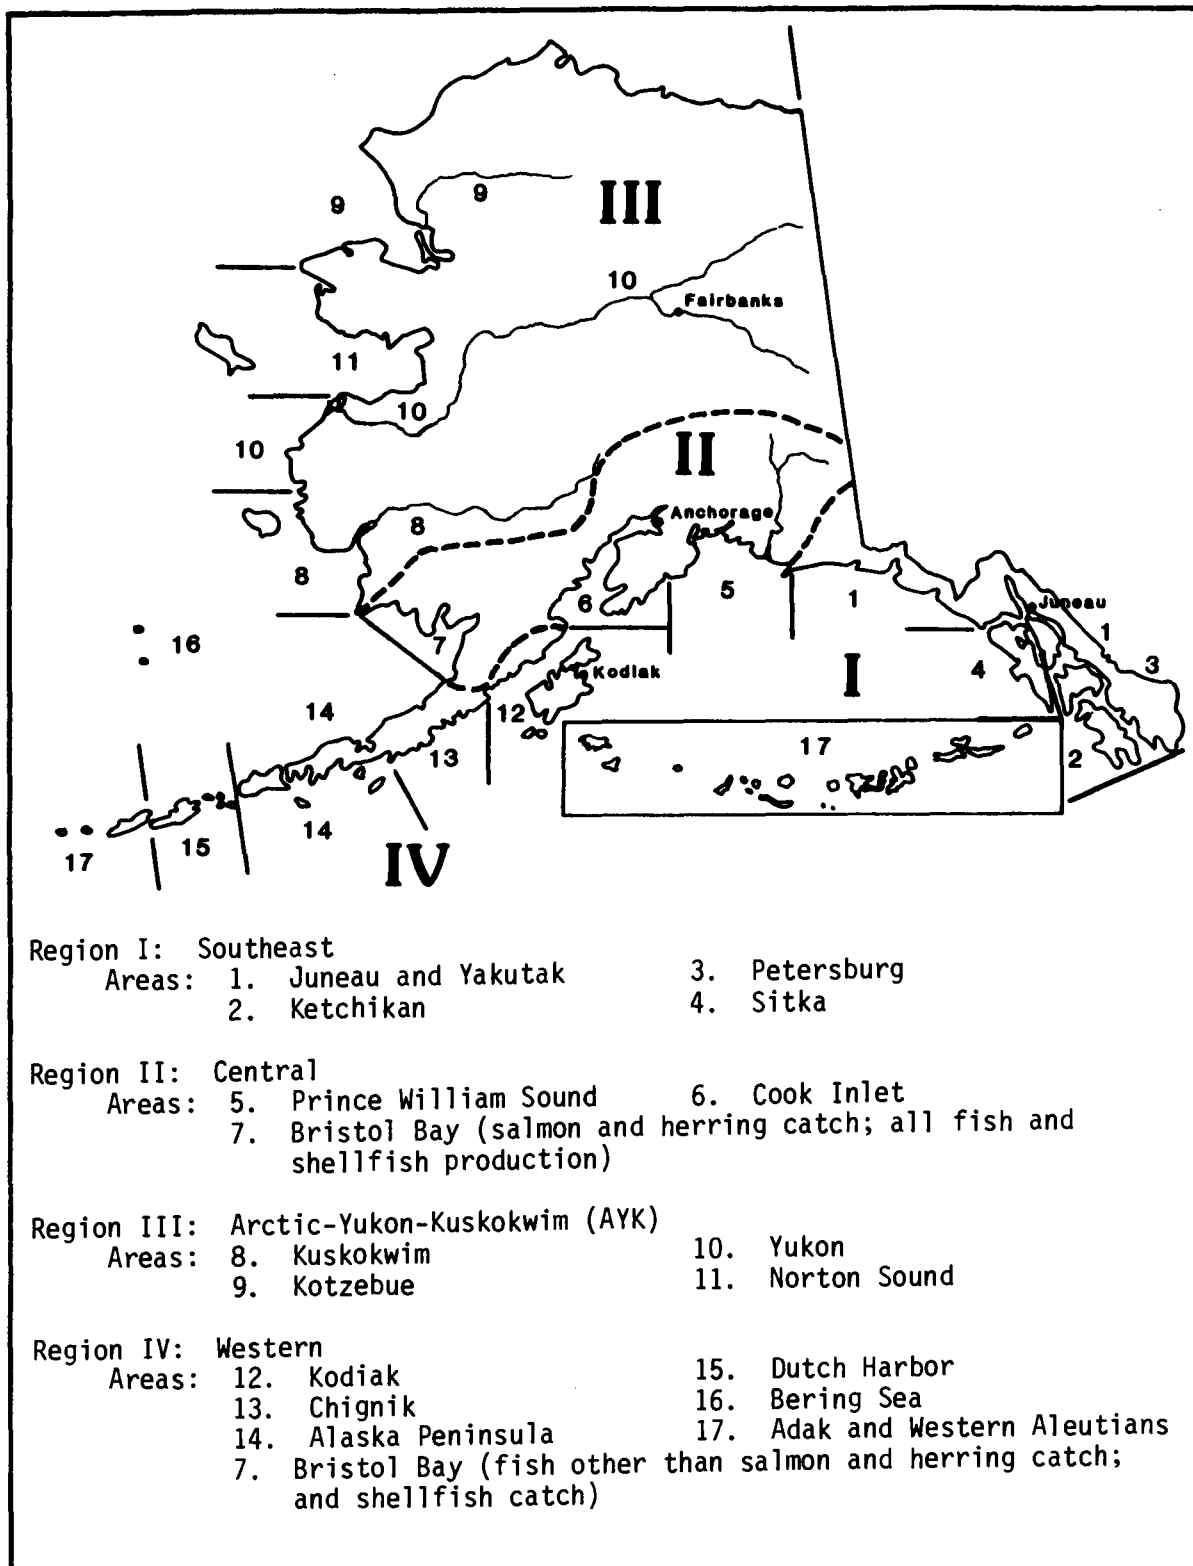 9
9
III
10
Fairbanks
11
10
10
II
Anchorage
8
8
6
5
1
Juneau
1
16
7
4
3
Kodiak
I
14
12
13
17
2
14
15
17
IV
Region I: Southeast
Areas: 1. Juneau and Yakutak 3. Petersburg
2. Ketchikan 4. Sitka
Region II: Central
Areas: 5. Prince William Sound 6. Cook Inlet
7. Bristol Bay (salmon and herring catch; all fish and
shellfish production)
Region III: Arctic-Yukon-Kuskokwim (AYK)
Areas: 8. Kuskokwim 10. Yukon
9. Kotzebue 11. Norton Sound
Region IV: Western
Areas: 12. Kodiak 15. Dutch Harbor
13. Chignik 16. Bering Sea
14. Alaska Peninsula 17. Adak and Western Aleutians
7. Bristol Bay (fish other than salmon and herring catch;
and shellfish catch)